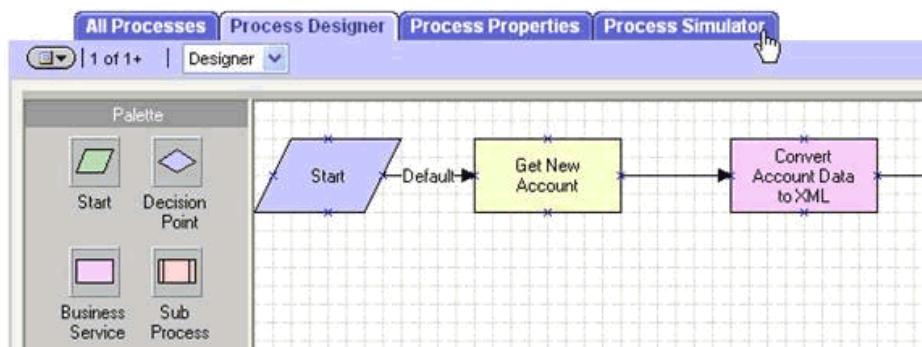 All Processes Process Designer Process Properties Process Simulator
1 of 1+ Designer
Palette
Start Decision
Point
Business
Service Sub
Process
Start
Default
Get New
Account
Convert
Account Data
to XML